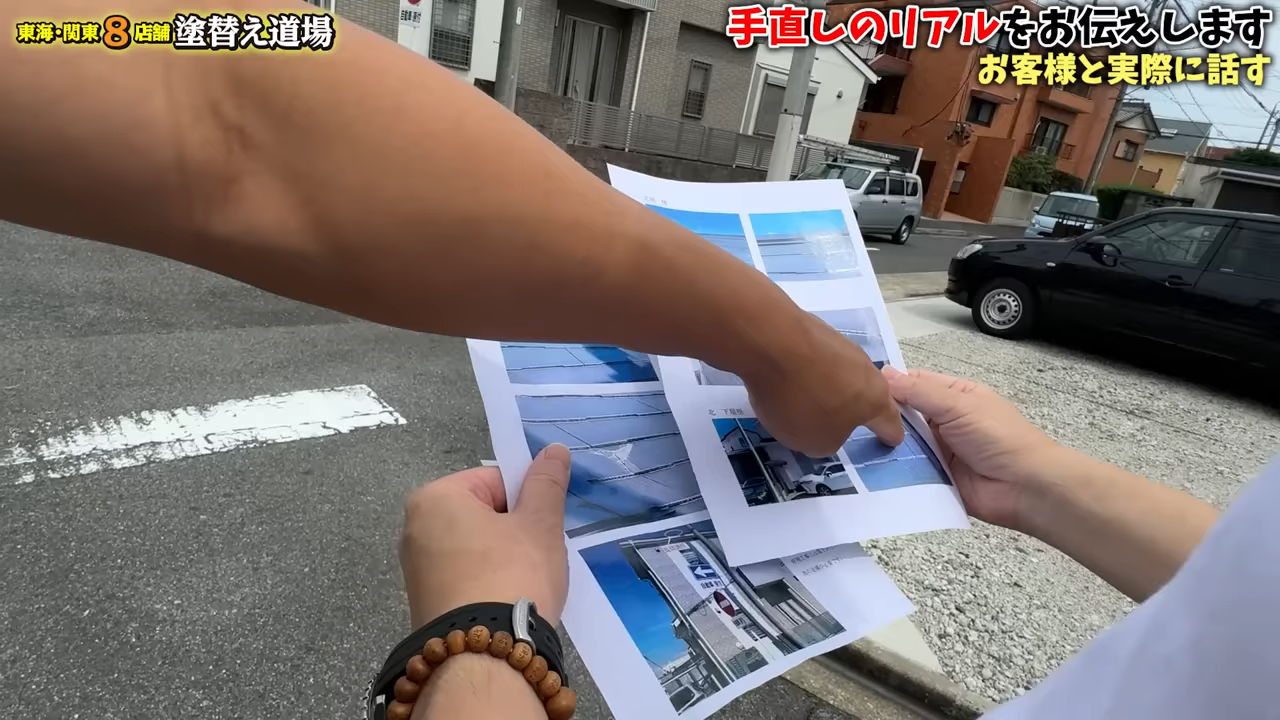 東海・関東8店舗 塗替え道場
手直しのリアルをお伝えします
お客様と実際に話す